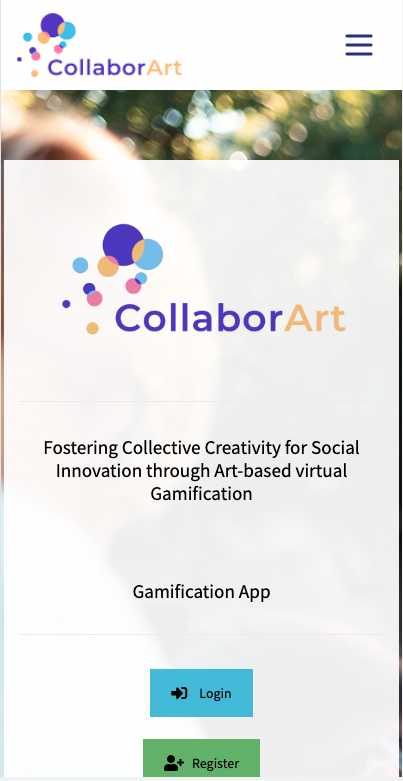 CollaborArt
CollaborArt
Fostering Collective Creativity for Social
Innovation through Art-based virtual
Gamification
Gamification App
Login
Register